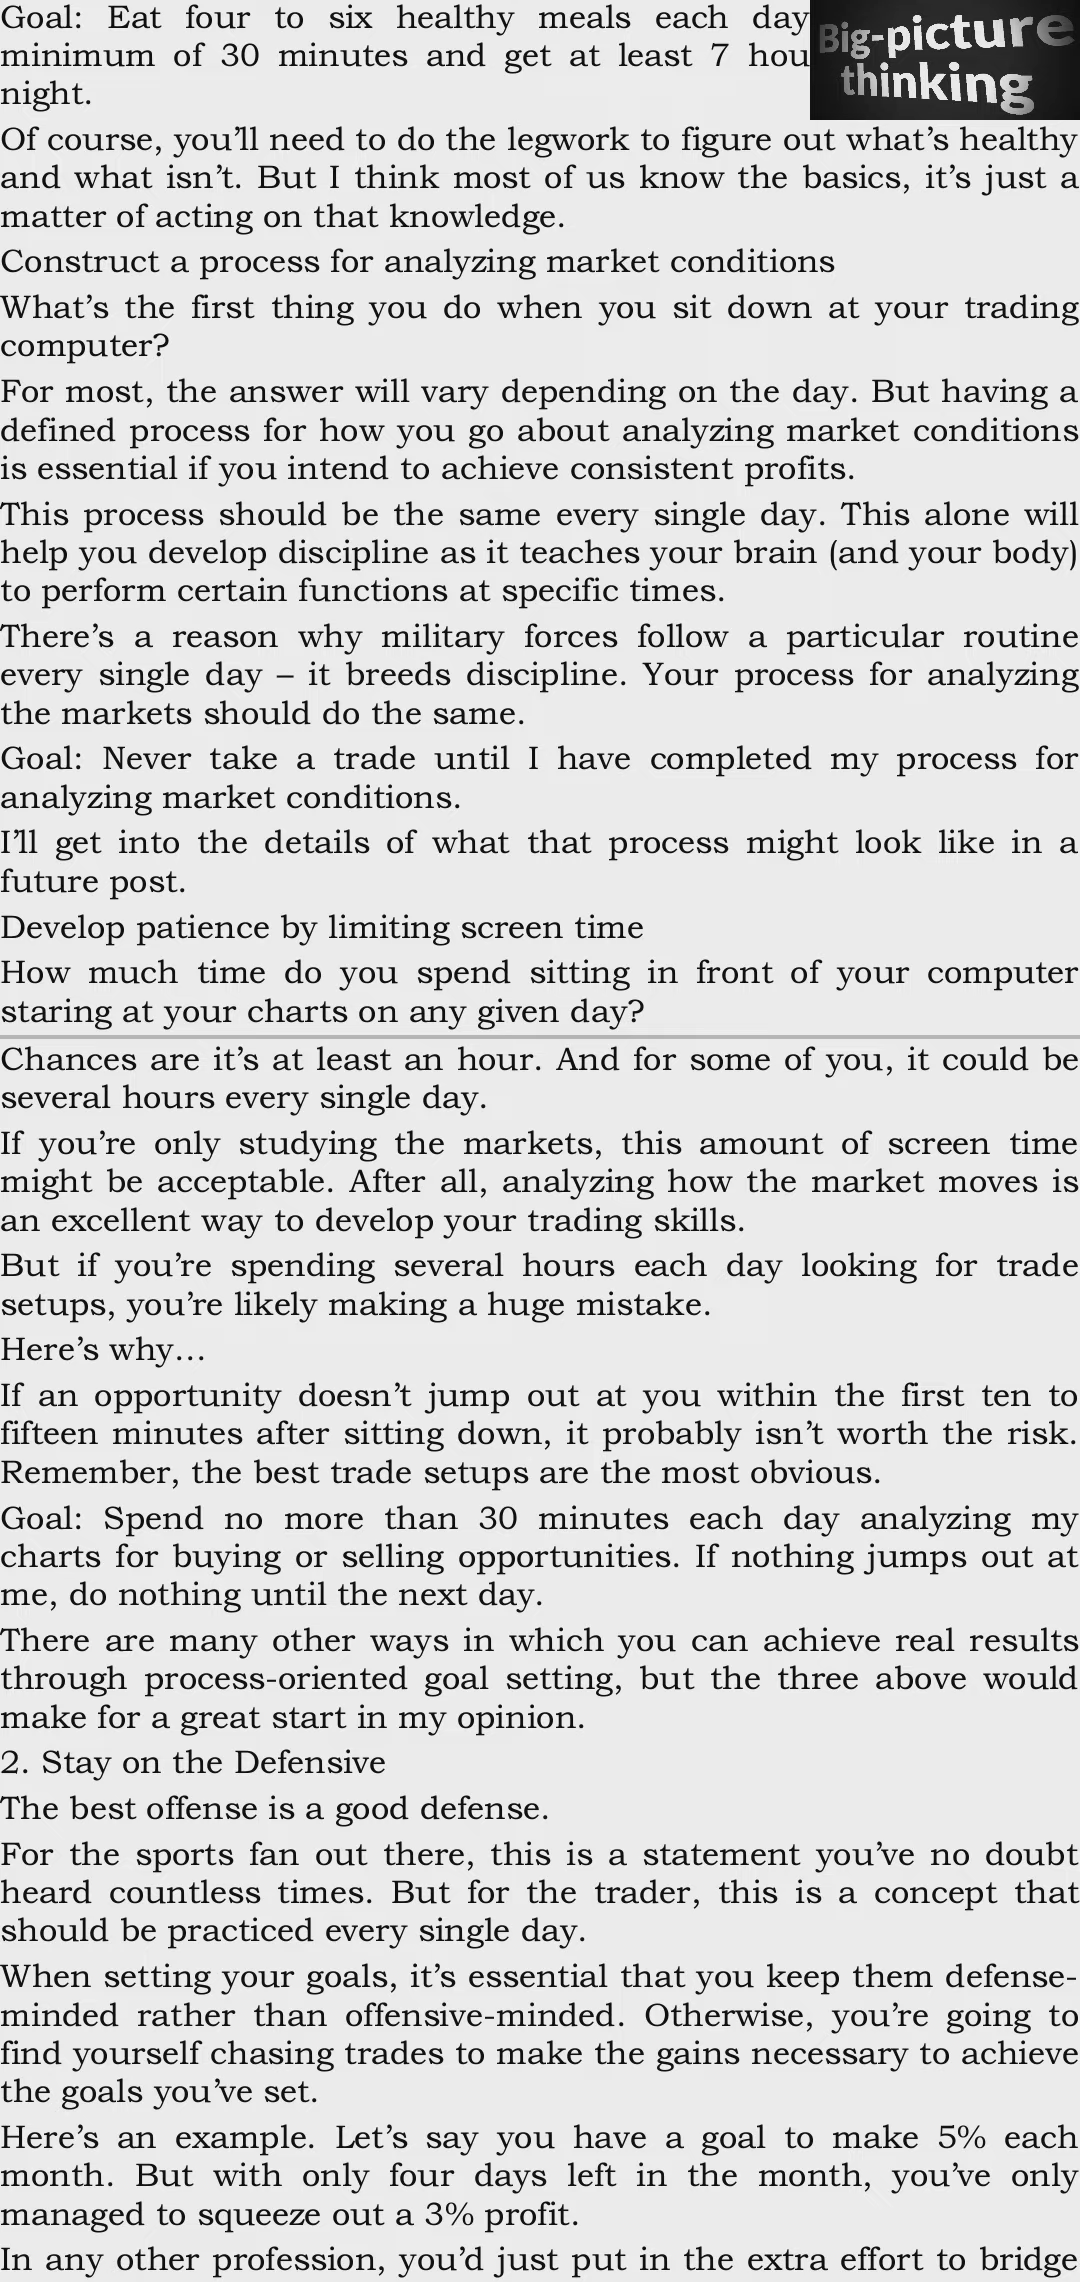 Goal: Eat four to six healthy meals each day
minimum of 30 minutes and get at least 7 hou
night.
Big-picture
thinking
Of course, you’ll need to do the legwork to figure out what’s healthy
and what isn’t. But I think most of us know the basics, it’s just a
matter of acting on that knowledge.
Construct a process for analyzing market conditions
What’s the first thing you do when you sit down at your trading
computer?
For most, the answer will vary depending on the day. But having a
defined process for how you go about analyzing market conditions
is essential if you intend to achieve consistent profits.
This process should be the same every single day. This alone will
help you develop discipline as it teaches your brain (and your body)
to perform certain functions at specific times.
There’s a reason why military forces follow a particular routine
every single day – it breeds discipline. Your process for analyzing
the markets should do the same.
Goal: Never take a trade until I have completed my process for
analyzing market conditions.
I’ll get into the details of what that process might look like in a
future post.
Develop patience by limiting screen time
How much time do you spend sitting in front of your computer
staring at your charts on any given day?
Chances are it’s at least an hour. And for some of you, it could be
several hours every single day.
If you’re only studying the markets, this amount of screen time
might be acceptable. After all, analyzing how the market moves is
an excellent way to develop your trading skills.
But if you’re spending several hours each day looking for trade
setups, you’re likely making a huge mistake.
Here’s why…
If an opportunity doesn’t jump out at you within the first ten to
fifteen minutes after sitting down, it probably isn’t worth the risk.
Remember, the best trade setups are the most obvious.
Goal: Spend no more than 30 minutes each day analyzing my
charts for buying or selling opportunities. If nothing jumps out at
me, do nothing until the next day.
There are many other ways in which you can achieve real results
through process-oriented goal setting, but the three above would
make for a great start in my opinion.
2. Stay on the Defensive
The best offense is a good defense.
For the sports fan out there, this is a statement you’ve no doubt
heard countless times. But for the trader, this is a concept that
should be practiced every single day.
When setting your goals, it’s essential that you keep them defense-
minded rather than offensive-minded. Otherwise, you’re going to
find yourself chasing trades to make the gains necessary to achieve
the goals you’ve set.
Here’s an example. Let’s say you have a goal to make 5% each
month. But with only four days left in the month, you’ve only
managed to squeeze out a 3% profit.
In any other profession, you’d just put in the extra effort to bridge